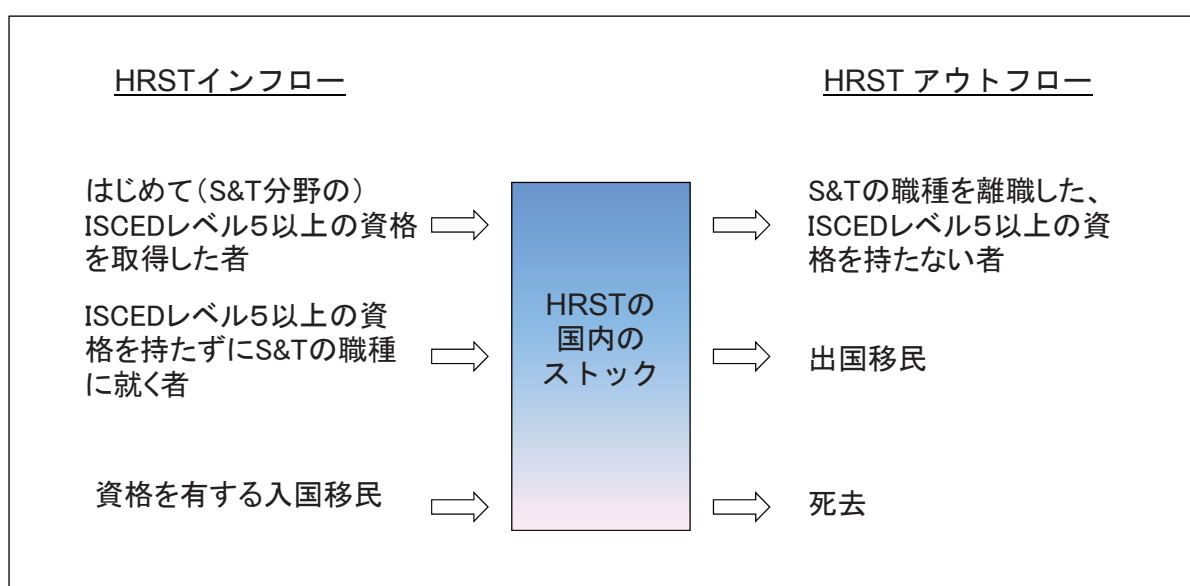 HRSTインフロー
はじめて（S&T分野の）
ISCEDレベル５以上の資格
を取得した者
ISCEDレベル５以上の資
格を持たずにS&Tの職種
に就く者
資格を有する入国移民
HRSTの
国内の
ストック
HRST アウトフロー
S&Tの職種を離職した、
ISCEDレベル５以上の資
格を持たない者
出国移民
死去